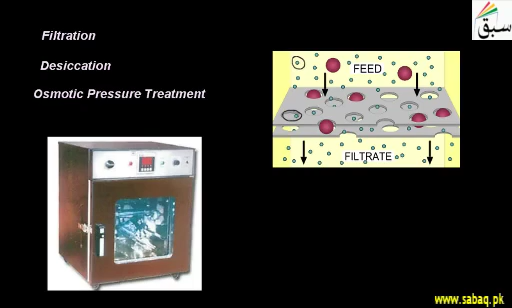 Filtration
Desiccation
Osmotic Pressure Treatment
سبق
FEED
FILTRATE
www.sabaq.pk